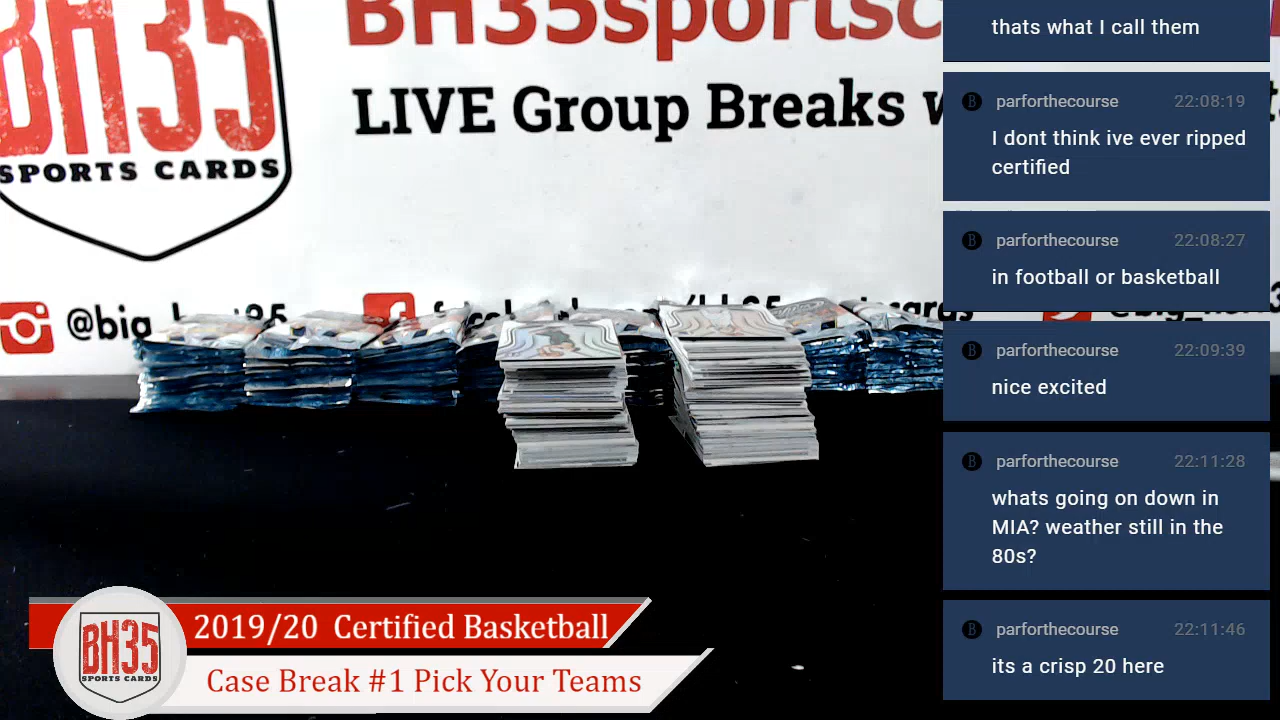 BH35
SPORTS CARDS
BH35sportsc
LIVE Group Breaks
@big_
thats what I call them
parforthecourse 22:08:19
I dont think ive ever ripped
certified
parforthecourse 22:08:27
in football or basketball
parforthecourse 22:09:39
nice excited
parforthecourse 22:11:28
whats going on down in
MIA? weather still in the
80s?
parforthecourse 22:11:46
its a crisp 20 here
BH35
SPORTS CARDS
2019/20 Certified Basketball
Case Break #1 Pick Your Teams